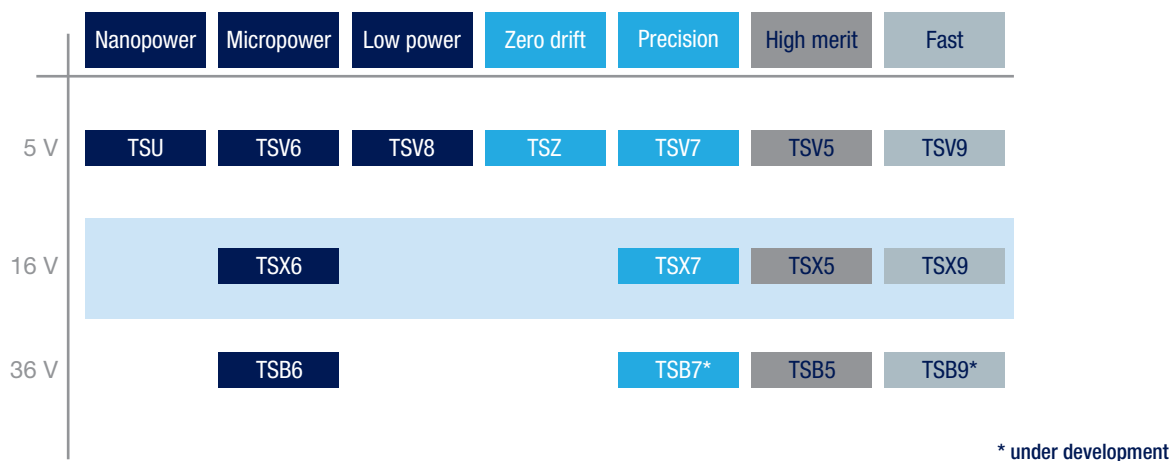 Nanopower Micropower Low power Zero drift Precision High merit Fast
5 V TSU TSV6 TSV8 TSZ TSV7 TSV5 TSV9
16 V TSX6 TSX7 TSX5 TSX9
36 V TSB6 TSB7* TSB5 TSB9*
* under development